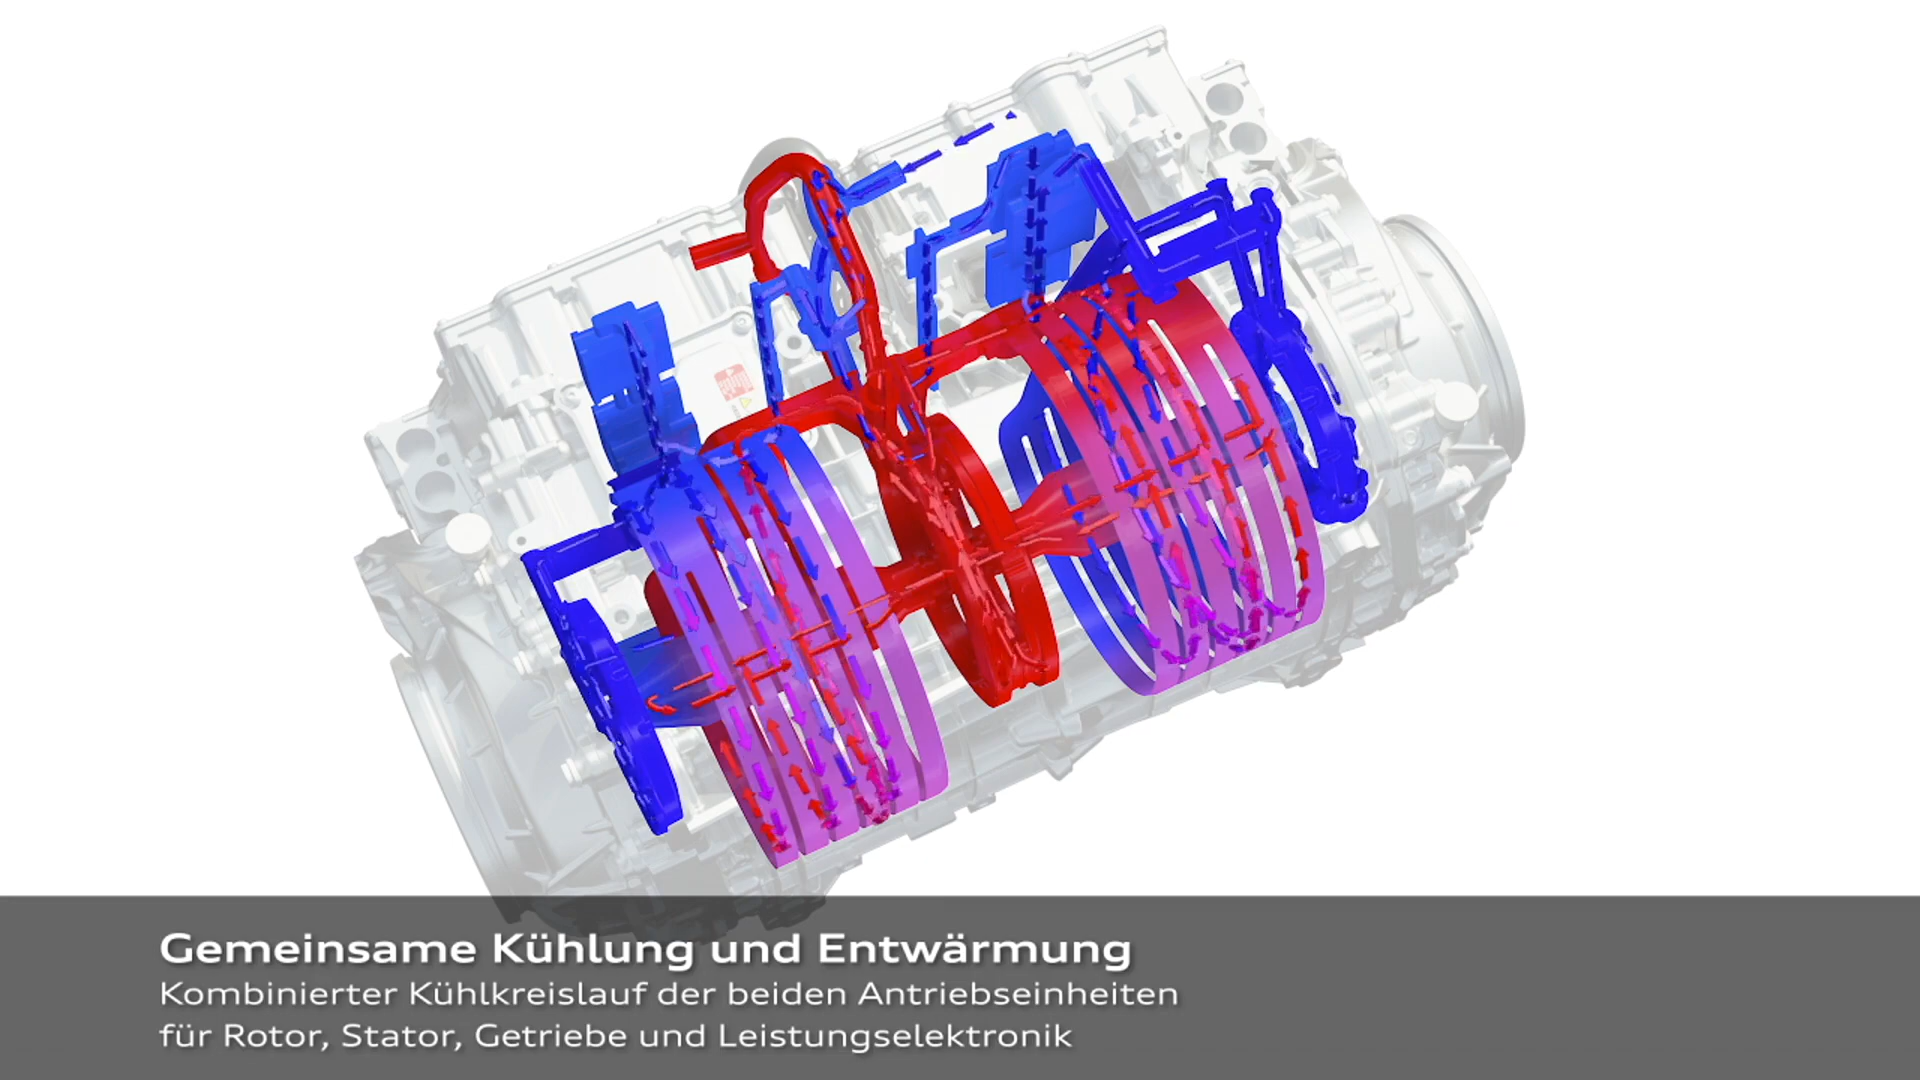 Gemeinsame Kühlung und Entwärmung
Kombinierter Kühlkreislauf der beiden Antriebseinheiten
für Rotor, Stator, Getriebe und Leistungselektronik